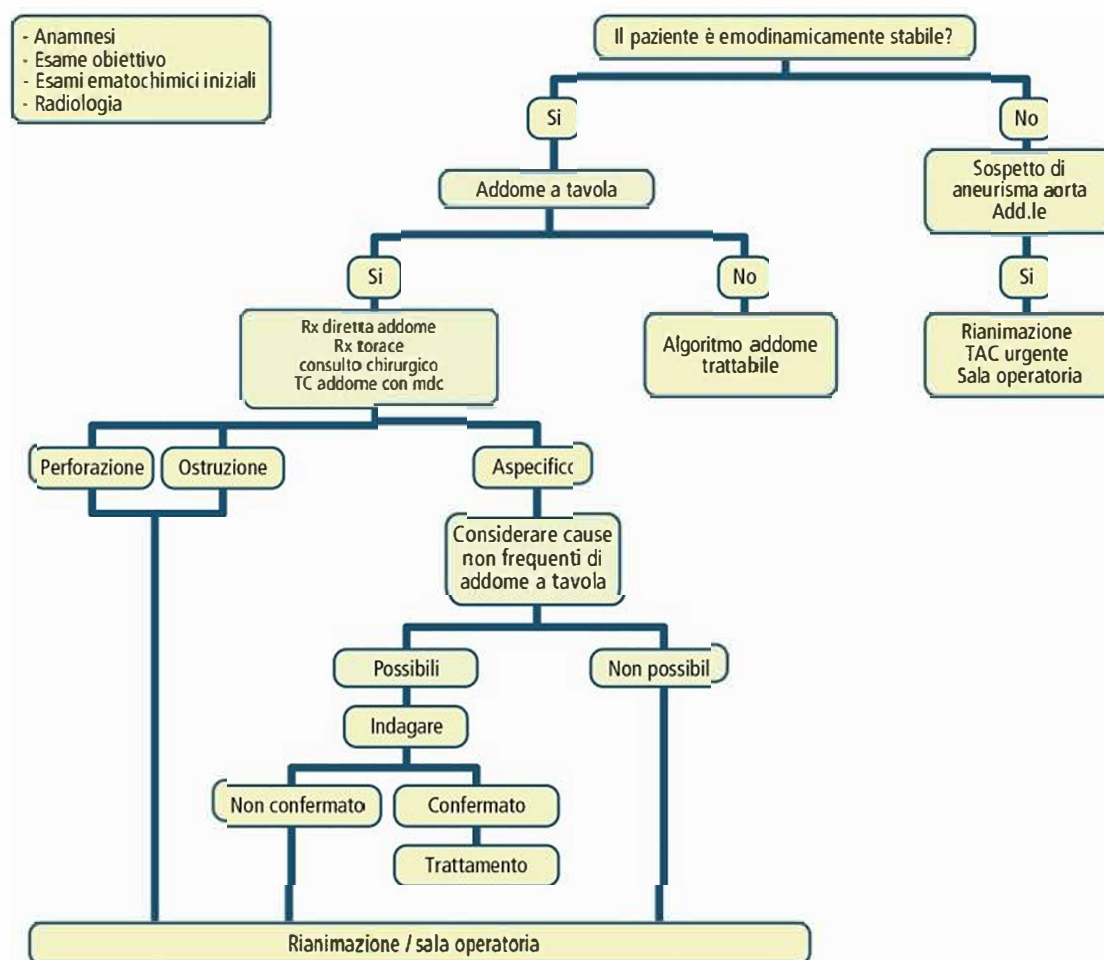 - Anamnesi
- Esame obiettivo
- Esami ematochimici iniziali
- Radiologia
Il paziente è emodinamicamente stabile?
Si
No
Addome a tavola
Sospetto di
aneurisma aorta
Add.le
Si
No
Si
Rx diretta addome
Rx torace
consulto chirurgico
TC addome con mdc
Algoritmo addome
trattabile
Rianimazione
TAC urgente
Sala operatoria
Perforazione
Ostruzione
Aspecifico
Considerare cause
non frequenti di
addome a tavola
Possibili
Non possibil
Indagare
Non confermato
Confermato
Trattamento
Rianimazione / sala operatoria